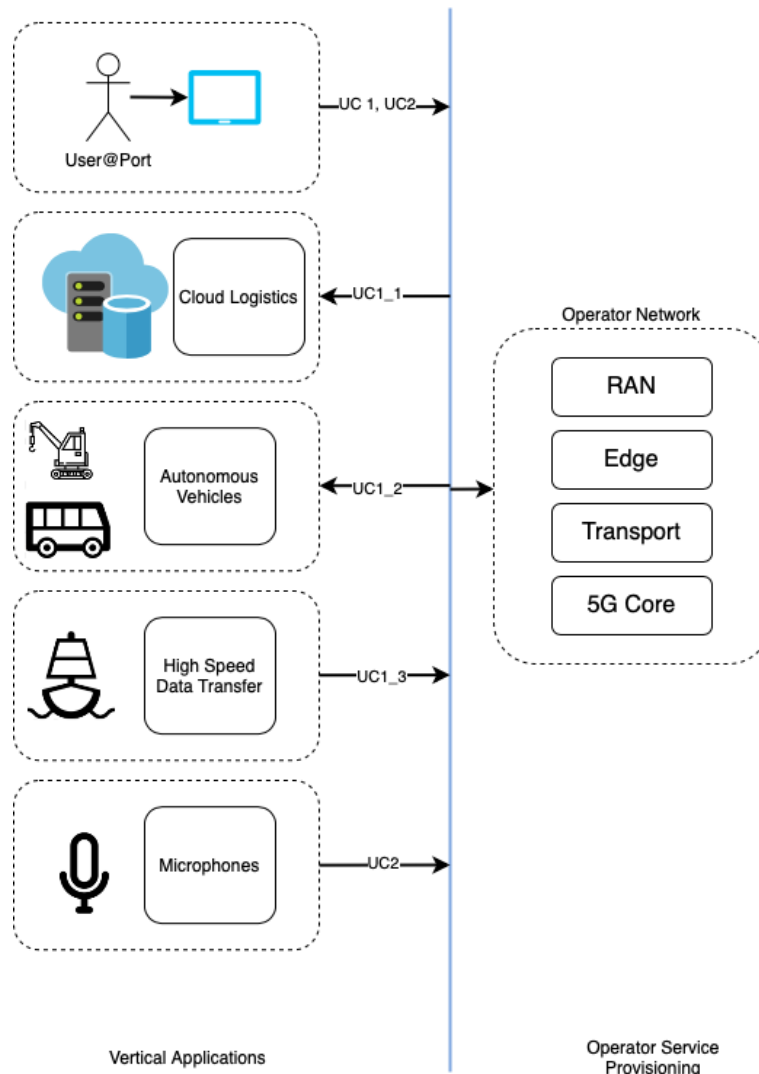 User@Port
UC 1, UC2
Cloud Logistics
UC1_1
Autonomous
Vehicles
UC1_2
High Speed
Data Transfer
UC1_3
Microphones
UC2
Operator Network
RAN
Edge
Transport
5G Core
Vertical Applications
Operator Service
Provisioning